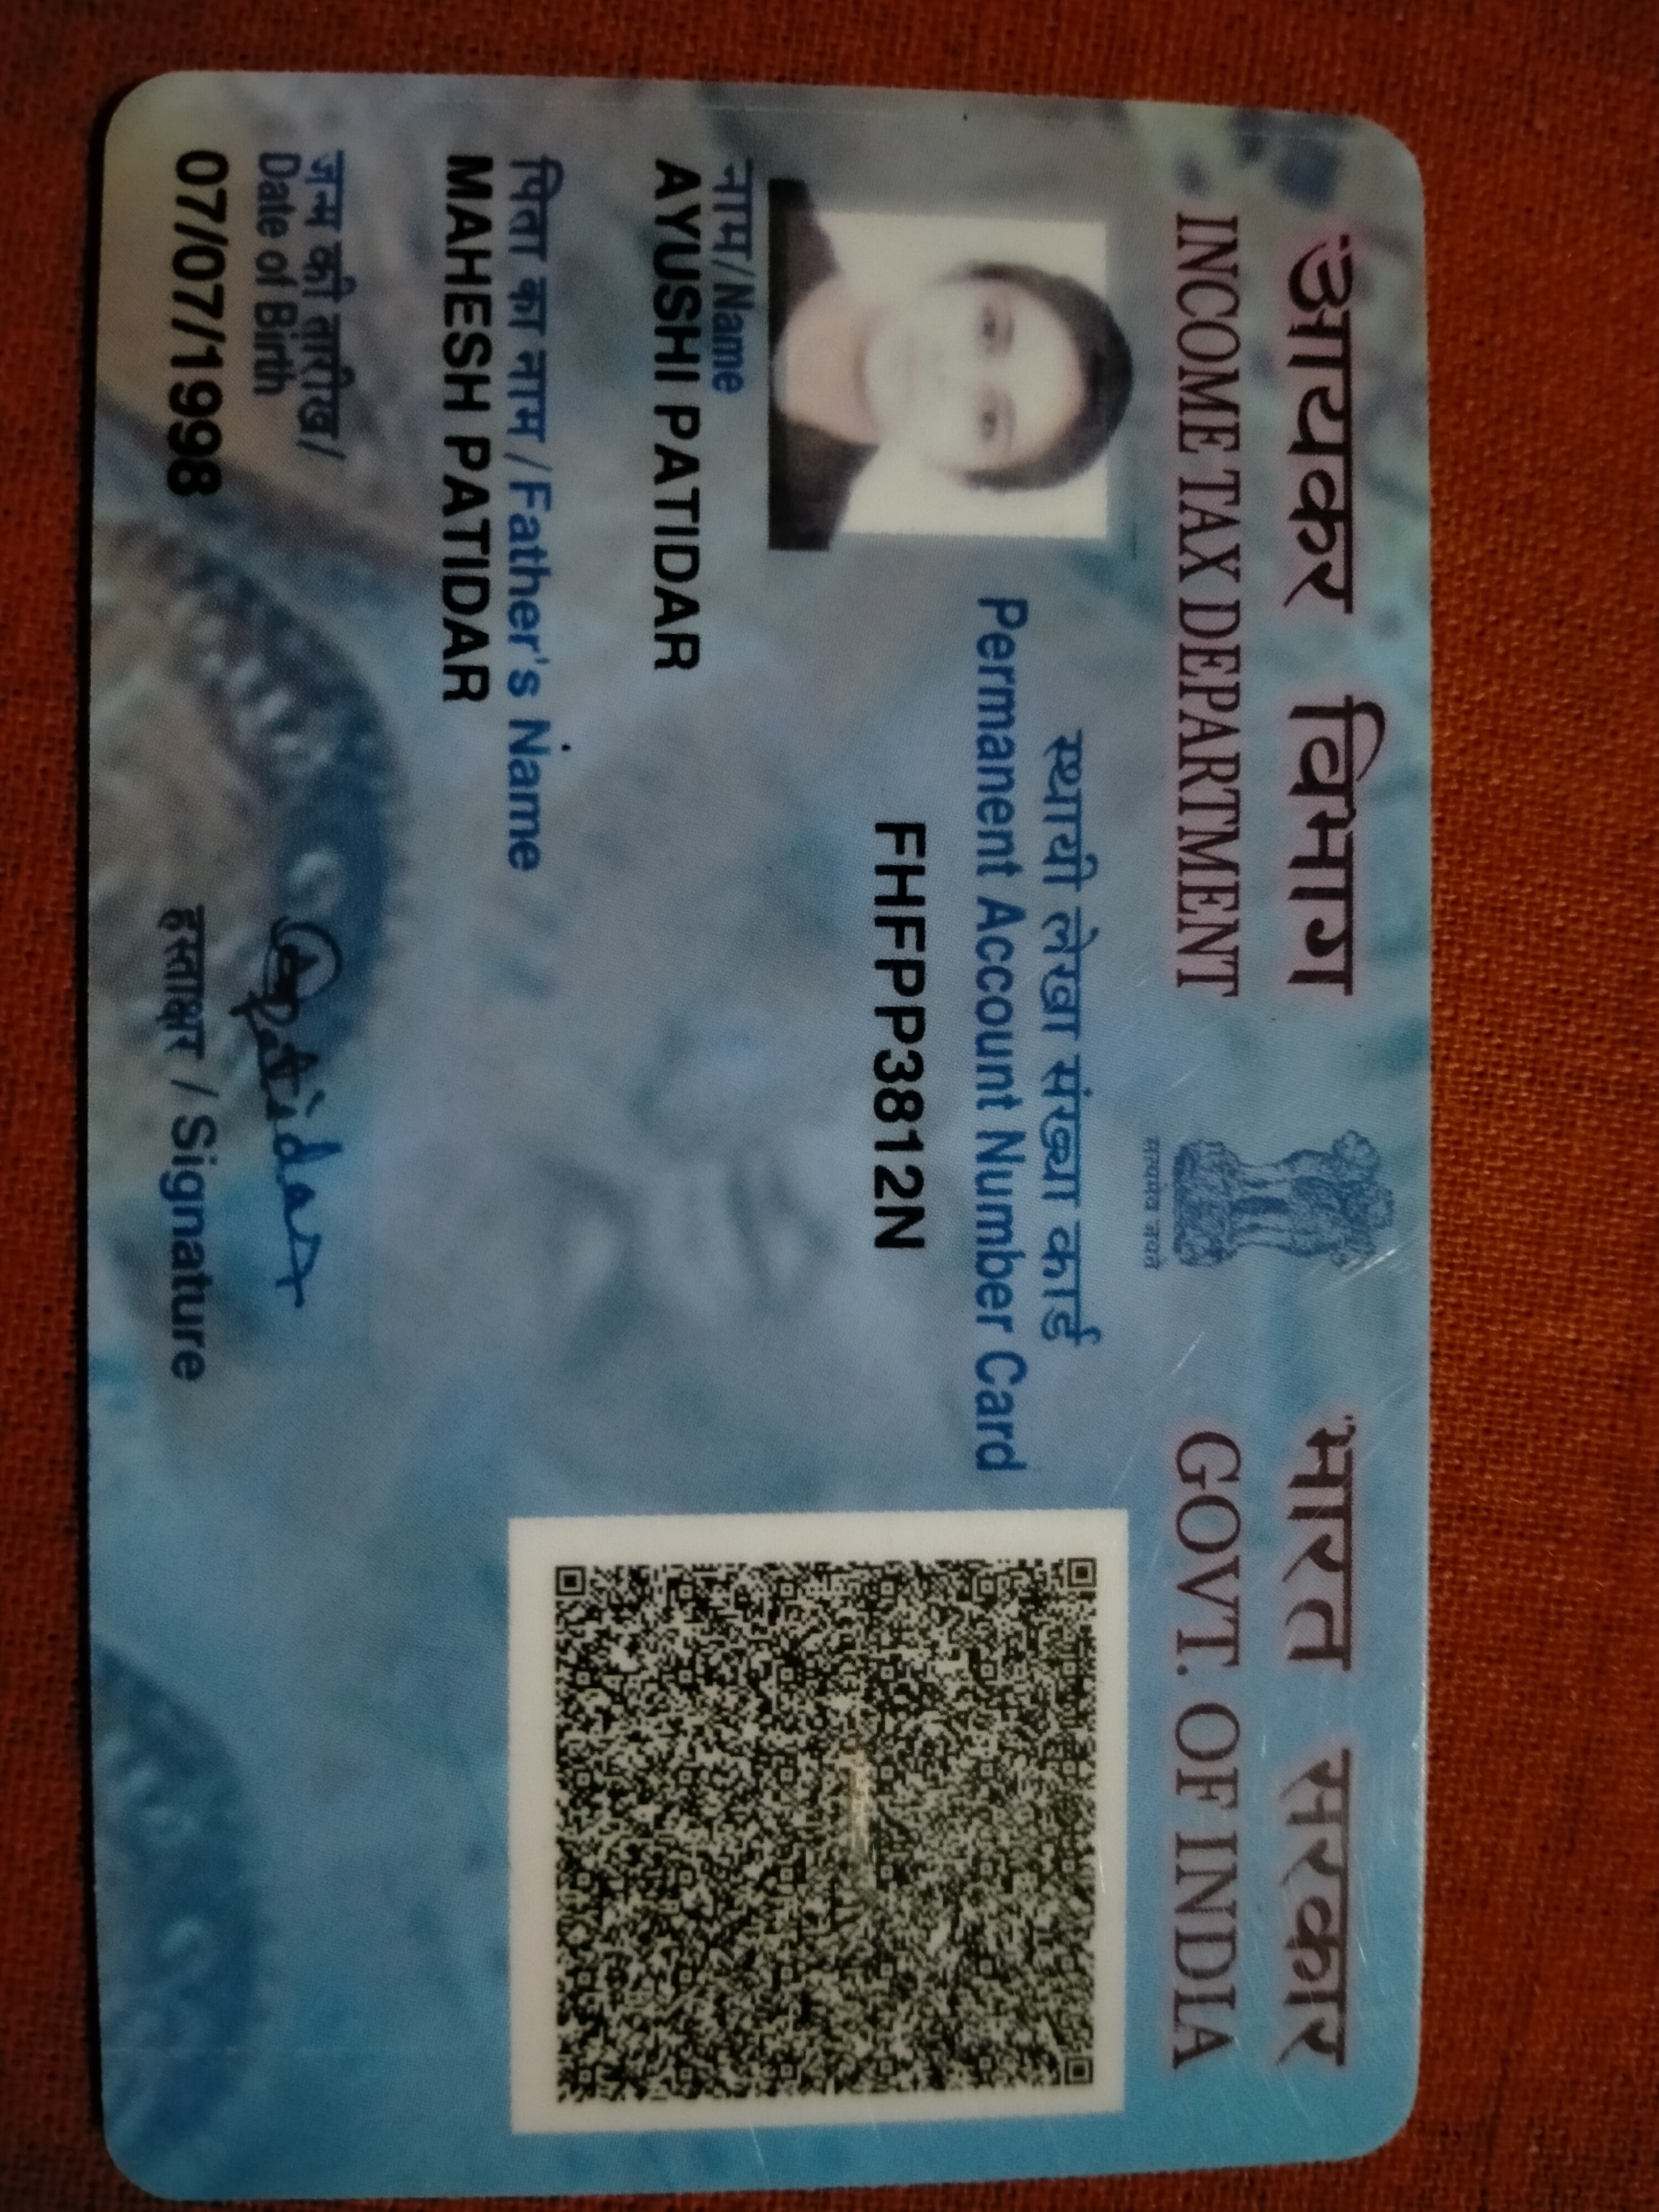 आयकर विभाग
INCOME TAX DEPARTMENT
सत्यमेव जयते
भारत सरकार
GOVT. OF INDIA
स्थायी लेखा संख्या कार्ड
Permanent Account Number Card
FHFPP3812N
नाम / Name
AYUSHI PATIDAR
पिता का नाम / Father's Name
MAHESH PATIDAR
जन्म की तारीख /
Date of Birth
07/07/1998
Apatidar
हस्ताक्षर / Signature